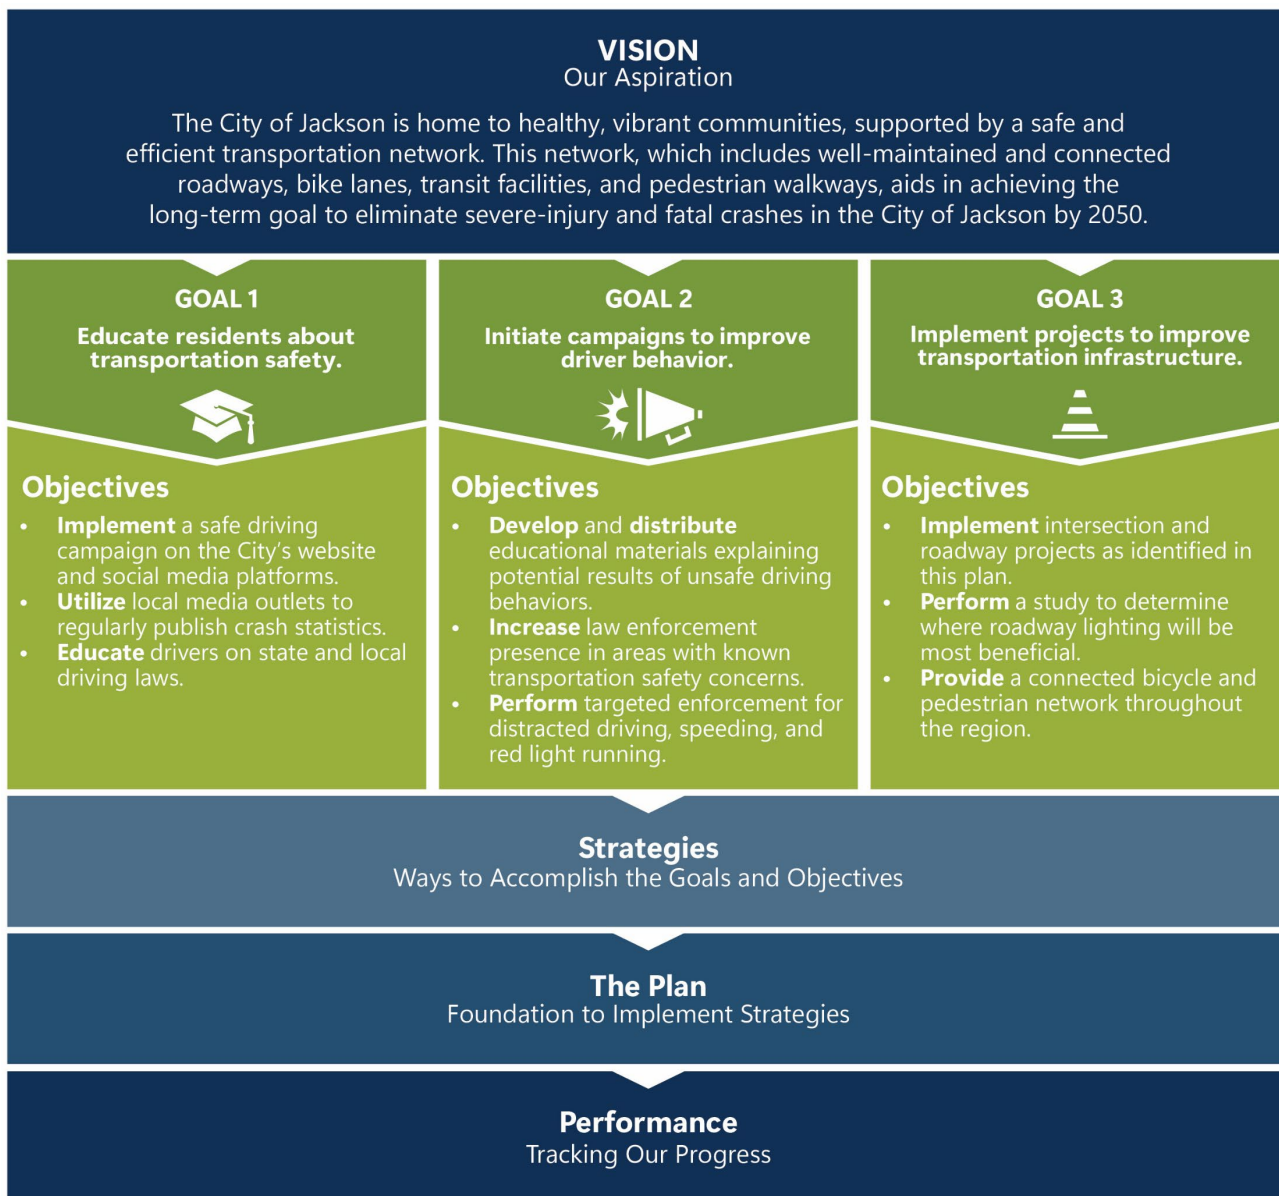 VISION
Our Aspiration
The City of Jackson is home to healthy, vibrant communities, supported by a safe and
efficient transportation network. This network, which includes well-maintained and connected
roadways, bike lanes, transit facilities, and pedestrian walkways, aids in achieving the
long-term goal to eliminate severe-injury and fatal crashes in the City of Jackson by 2050.
GOAL 1
Educate residents about
transportation safety.
Objectives
• Implement a safe driving
campaign on the City's website
and social media platforms.
• Utilize local media outlets to
regularly publish crash statistics.
• Educate drivers on state and local
driving laws.
GOAL 2
Initiate campaigns to improve
driver behavior.
Objectives
• Develop and distribute
educational materials explaining
potential results of unsafe driving
behaviors.
• Increase law enforcement
presence in areas with known
transportation safety concerns.
• Perform targeted enforcement for
distracted driving, speeding, and
red light running.
GOAL 3
Implement projects to improve
transportation infrastructure.
Objectives
• Implement intersection and
roadway projects as identified in
this plan.
• Perform a study to determine
where roadway lighting will be
most beneficial.
• Provide a connected bicycle and
pedestrian network throughout
the region.
Strategies
Ways to Accomplish the Goals and Objectives
The Plan
Foundation to Implement Strategies
Performance
Tracking Our Progress